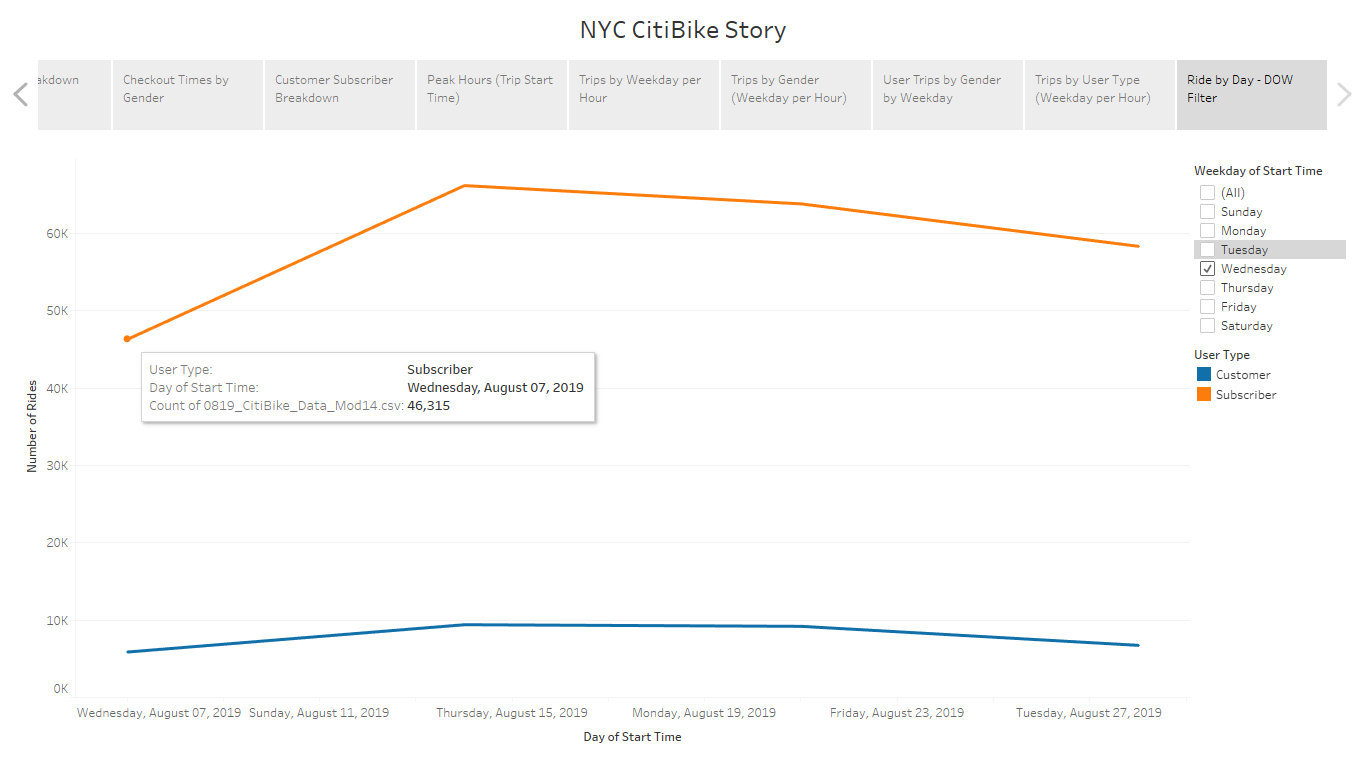 NYC CitiBike Story
akdown
Checkout Times by
Gender
Customer Subscriber
Breakdown
Peak Hours (Trip Start
Time)
Trips by Weekday per
Hour
Trips by Gender
(Weekday per Hour)
User Trips by Gender
by Weekday
Trips by User Type
(Weekday per Hour)
Ride by Day - DOW
Filter
Number of Rides
60K
50K
40K
30K
20K
10K
0K
User Type: Subscriber
Day of Start Time: Wednesday, August 07, 2019
Count of 0819_CitiBike_Data_Mod14.csv: 46,315
Wednesday, August 07, 2019 Sunday, August 11, 2019 Thursday, August 15, 2019 Monday, August 19, 2019 Friday, August 23, 2019 Tuesday, August 27, 2019
Day of Start Time
Weekday of Start Time
(All)
Sunday
Monday
Tuesday
Wednesday
Thursday
Friday
Saturday
User Type
Customer
Subscriber